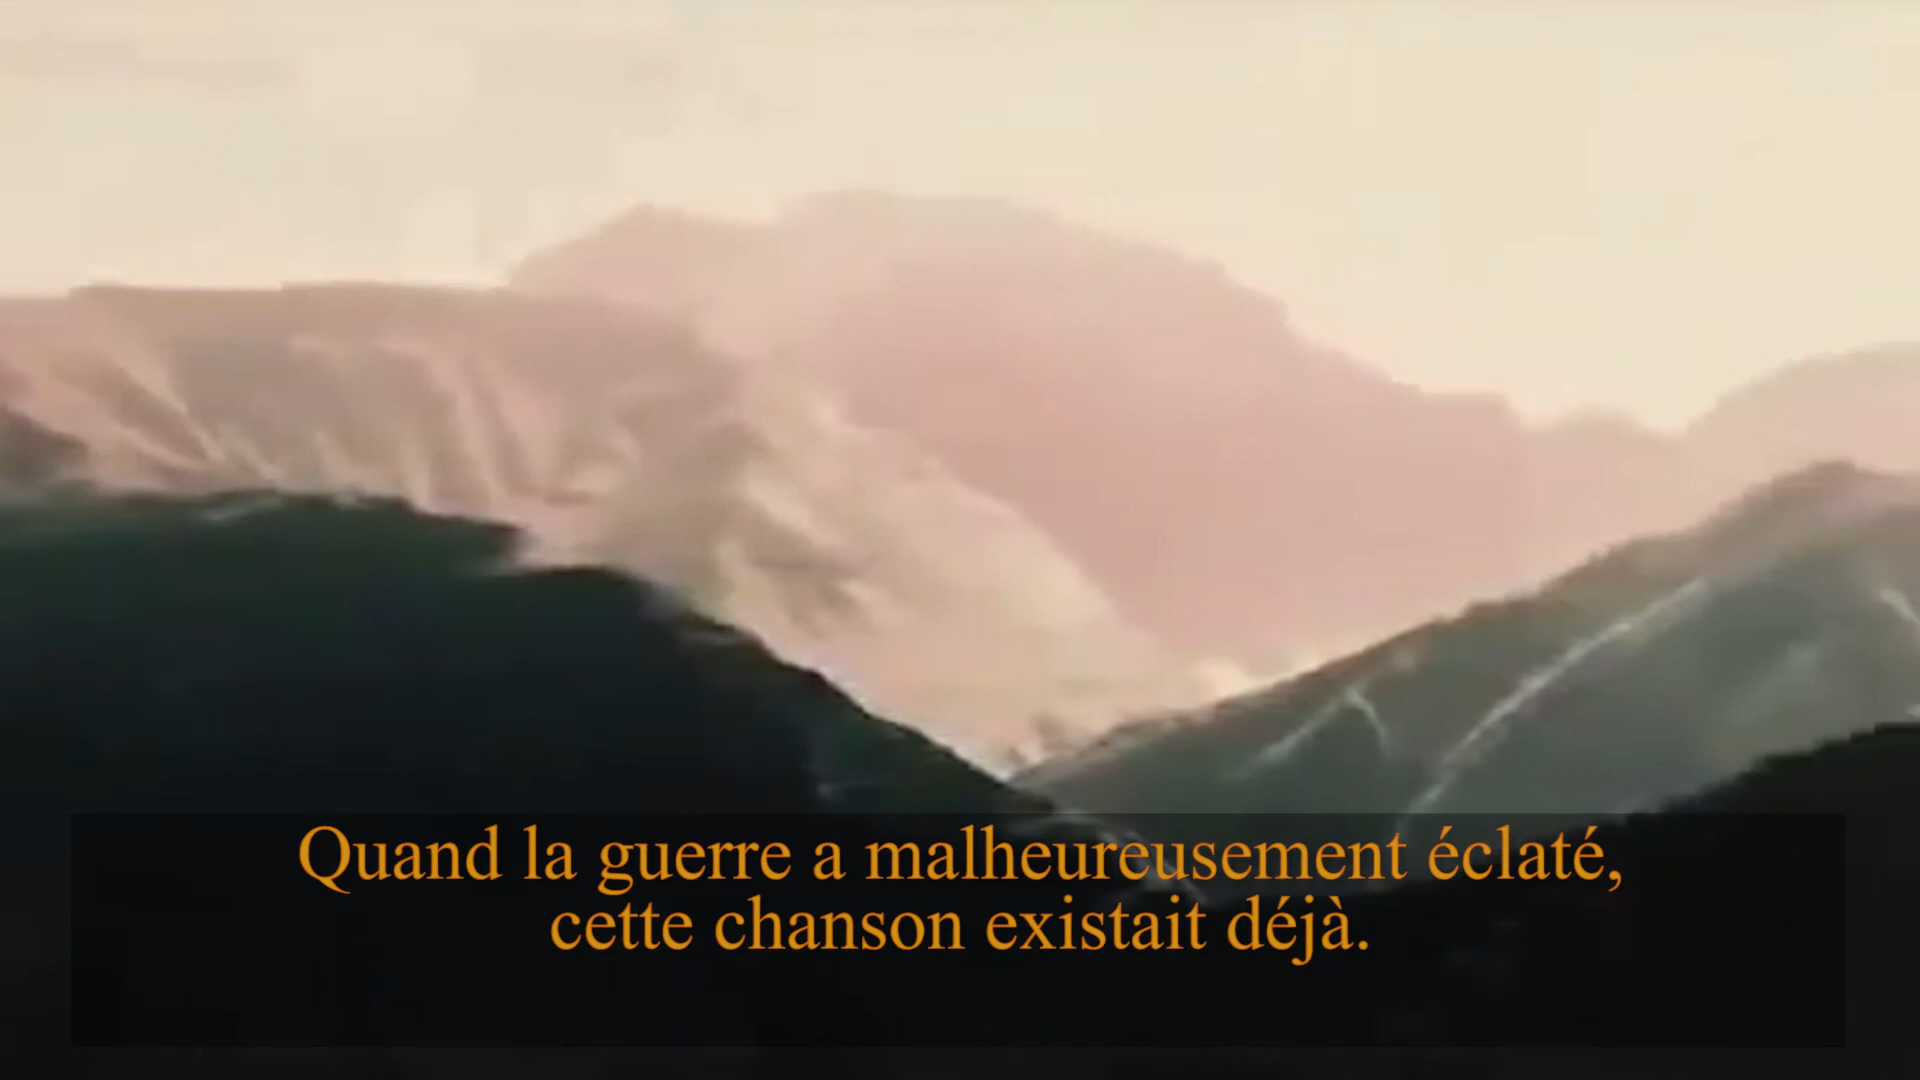 Quand la guerre a malheureusement éclaté,
cette chanson existait déjà.